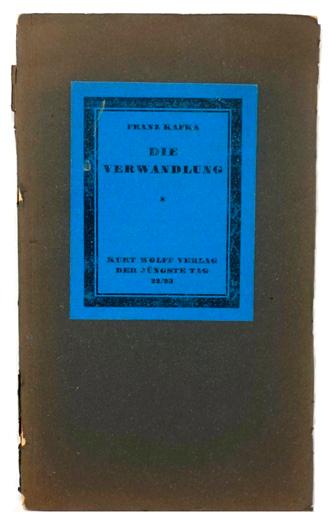 FRANZ KAFKA
DIE
VERWANDLUNG
*
KURT WOLFF VERLAG
DER JÜNGSTE TAG
22/23